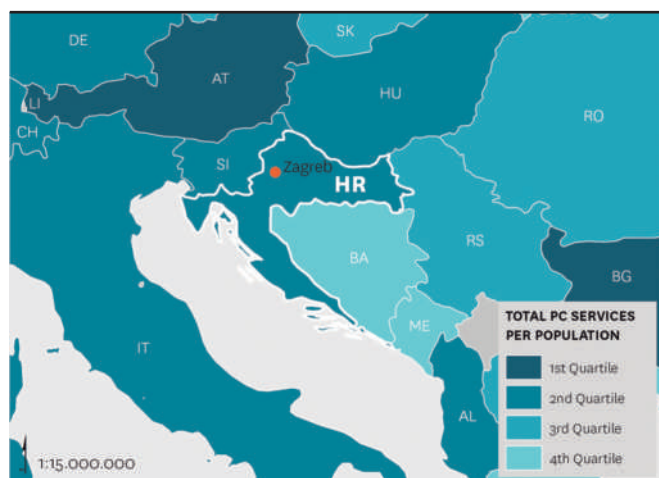 DE
SK
AT
LI
HU
CH
RO
SI
Zagreb
HR
BA
RS
BG
ME
IT
AL
TOTAL PC SERVICES
PER POPULATION
1st Quartile
2nd Quartile
3rd Quartile
4th Quartile
1:15.000.000